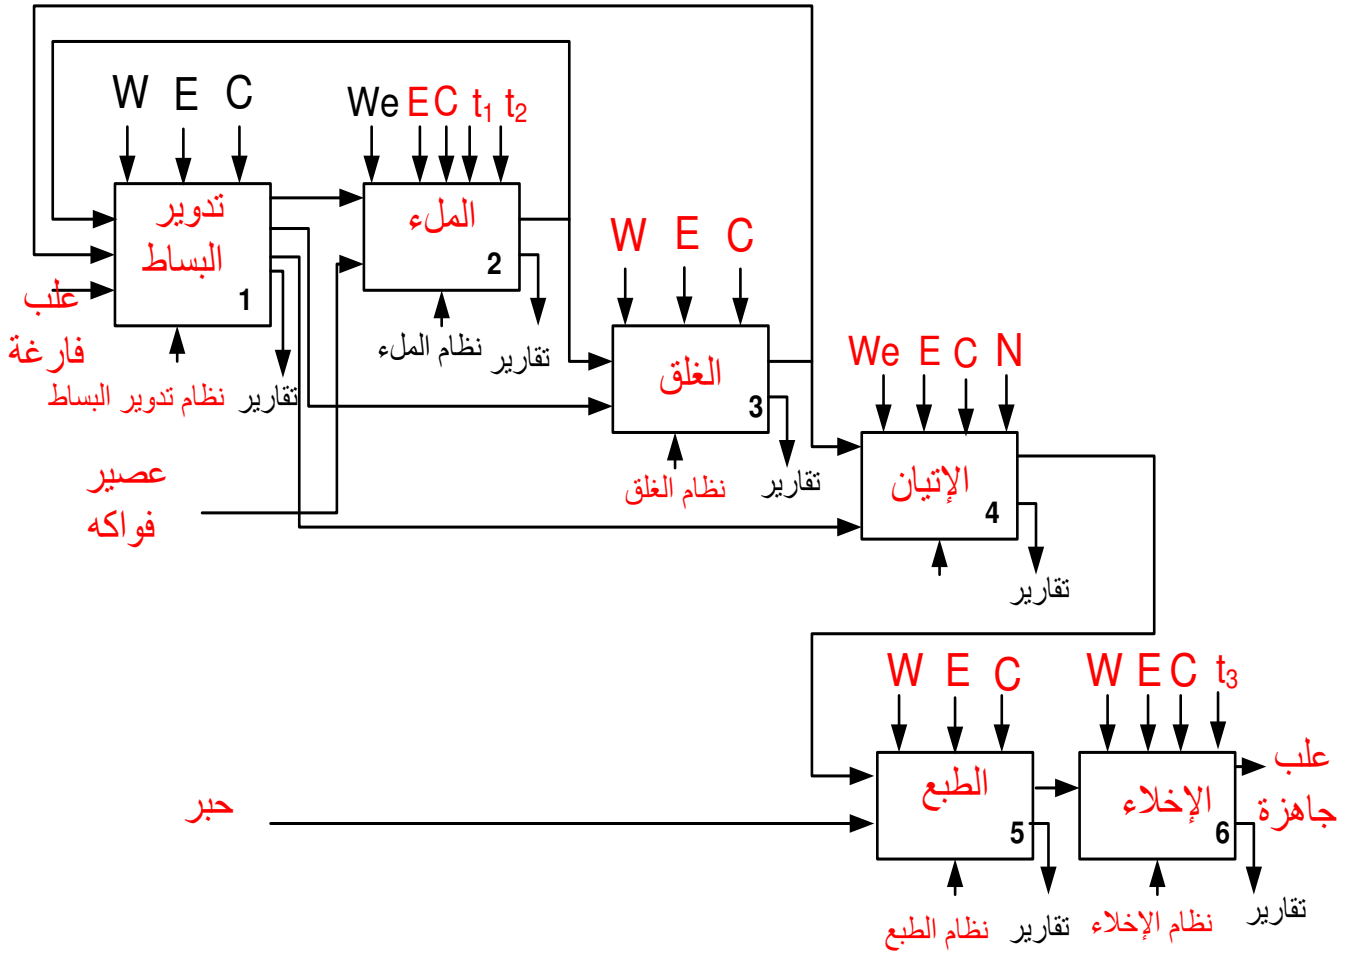 W E C
We E C t1 t2
تدوير
البساط
1
علب
فارغة
نظام تدوير البساط
تقارير
الملء
2
نظام الملء
تقارير
W E C
الغلق
3
نظام الغلق
تقارير
We E C N
الإتيان
4
تقارير
عصير
فواكه
W E C
W E C t3
حبر
الطبع
5
نظام الطبع
تقارير
الإخلاء
6
نظام الإخلاء
تقارير
علب
جاهزة